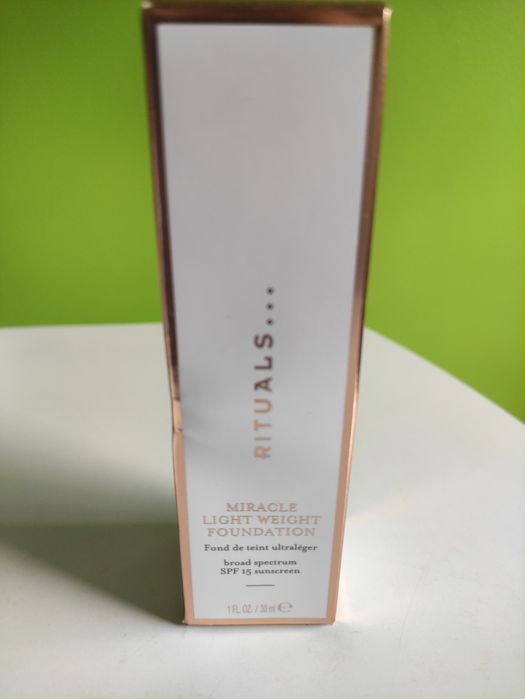 RITUALS...
MIRACLE
LIGHT WEIGHT
FOUNDATION
Fond de teint ultraléger
broad spectrum
SPF 15 sunscreen
1 FL. OZ. / 30 ml ℮